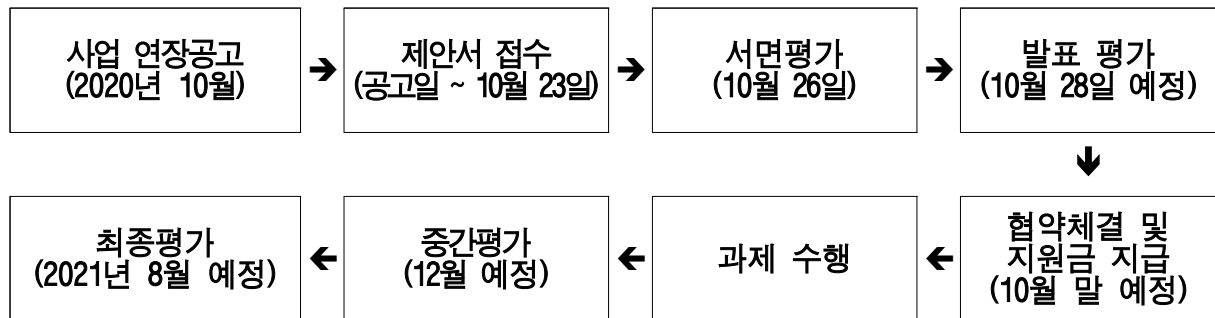 사업 연장공고
(2020년 10월)
➔
제안서 접수
(공고일 ~ 10월 23일)
➔
서면평가
(10월 26일)
➔
발표 평가
(10월 28일 예정)
협약체결 및
지원금 지급
(10월 말 예정)
과제 수행
중간평가
(12월 예정)
최종평가
(2021년 8월 예정)